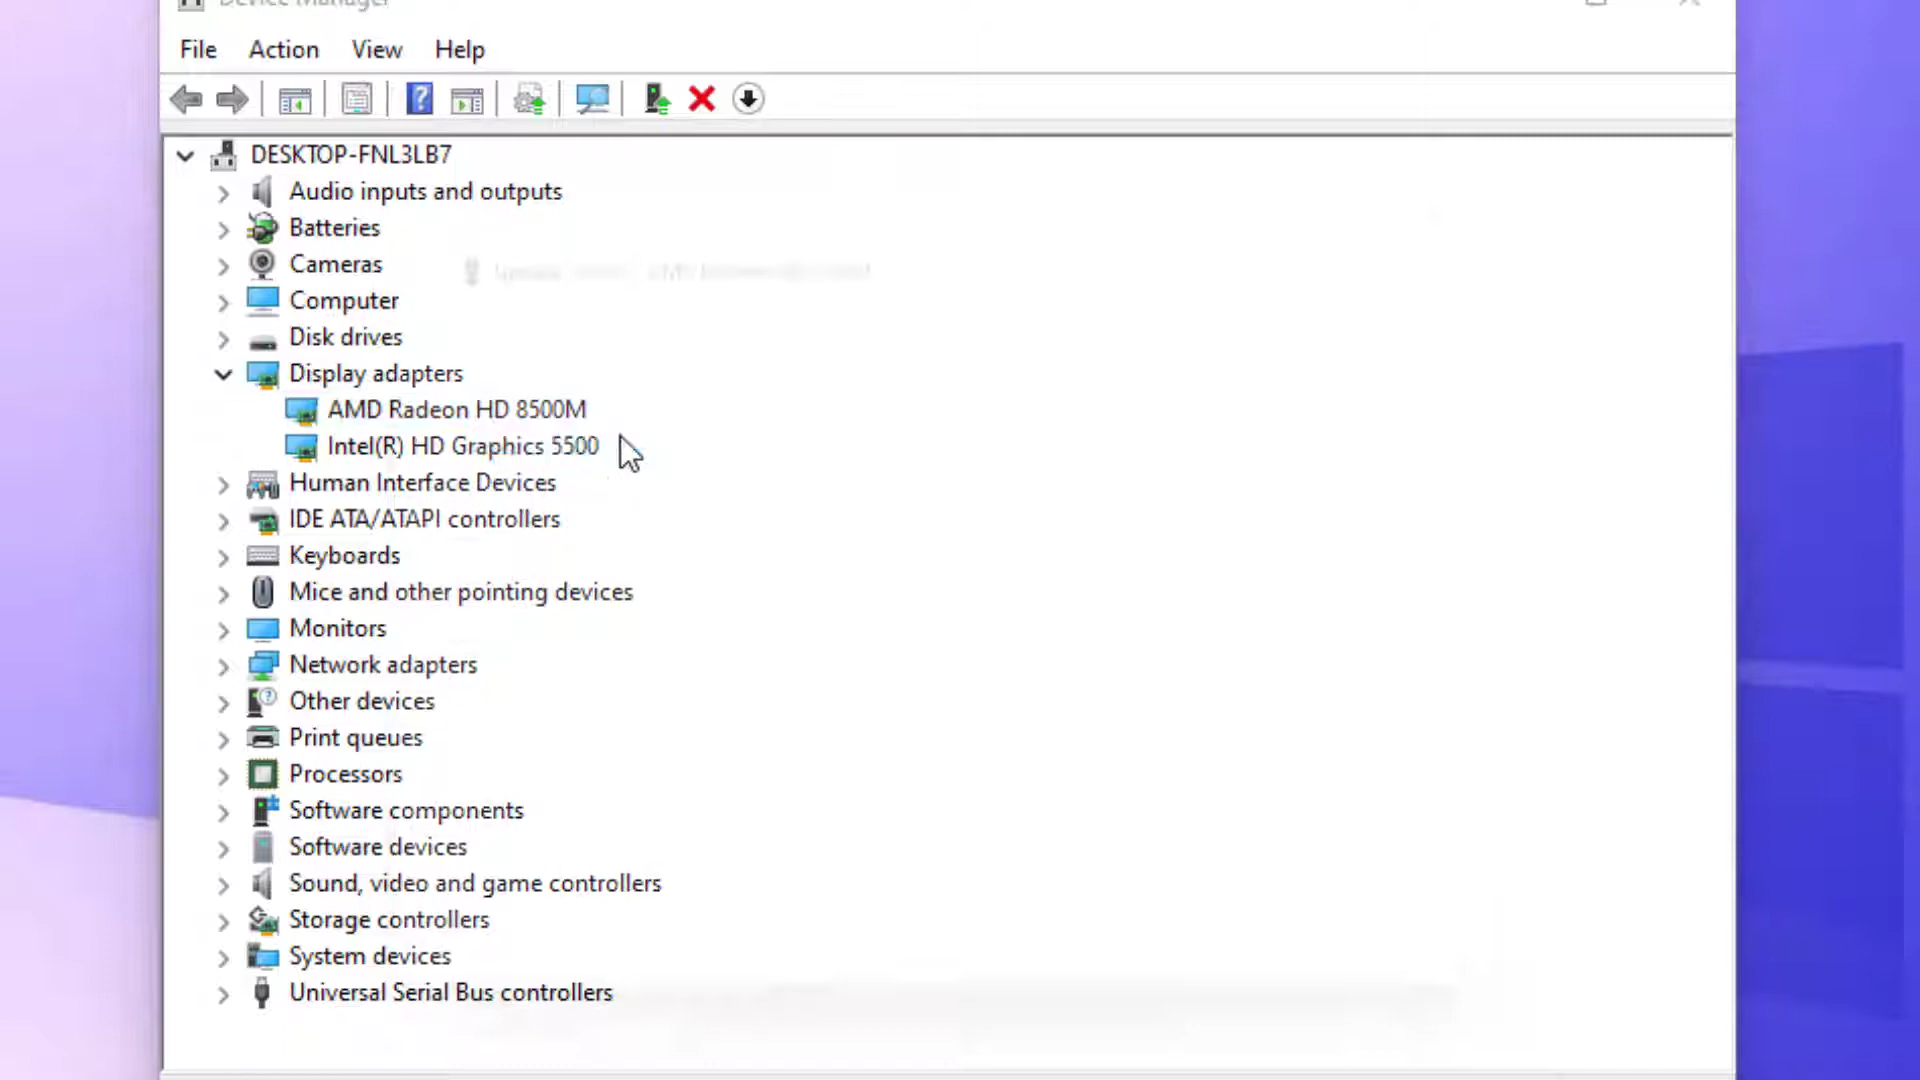 Device Manager
File Action View Help
DESKTOP-FNL3LB7
Audio inputs and outputs
Batteries
Cameras
Computer
Disk drives
Display adapters
AMD Radeon HD 8500M
Intel(R) HD Graphics 5500
Human Interface Devices
IDE ATA/ATAPI controllers
Keyboards
Mice and other pointing devices
Monitors
Network adapters
Other devices
Print queues
Processors
Software components
Software devices
Sound, video and game controllers
Storage controllers
System devices
Universal Serial Bus controllers